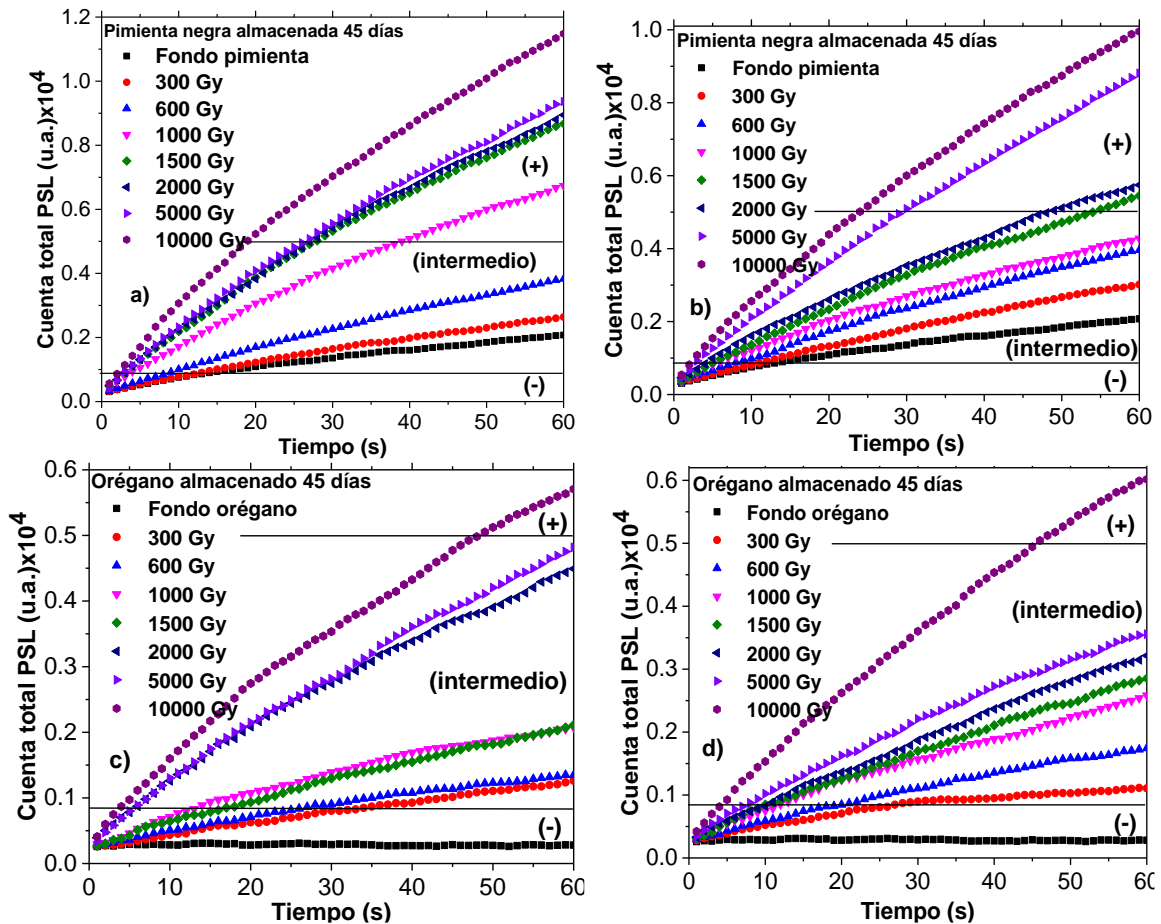 Cuenta total PSL (u.a.)x10⁴
1.2
1.0
0.8
0.6
0.4
0.2
0.0
Pimienta negra almacenada 45 días
Fondo pimienta
300 Gy
600 Gy
1000 Gy
1500 Gy
2000 Gy
5000 Gy
10000 Gy
(+)
(intermedio)
a)
(-)
0 10 20 30 40 50 60
Tiempo (s)
Cuenta total PSL (u.a.)x10⁴
1.0
0.8
0.6
0.4
0.2
0.0
Pimienta negra almacenada 45 días
Fondo pimienta
300 Gy
600 Gy
1000 Gy
1500 Gy
2000 Gy
5000 Gy
10000 Gy
(+)
b)
(intermedio)
(-)
0 10 20 30 40 50 60
Tiempo (s)
Cuenta total PSL (u.a.)x10⁴
0.6
0.5
0.4
0.3
0.2
0.1
0.0
Orégano almacenado 45 días
Fondo orégano
300 Gy
600 Gy
1000 Gy
1500 Gy
2000 Gy
5000 Gy
10000 Gy
(+)
(intermedio)
c)
(-)
0 10 20 30 40 50 60
Tiempo (s)
Cuenta total PSL (u.a.)x10⁴
0.6
0.5
0.4
0.3
0.2
0.1
0.0
Orégano almacenado 45 días
Fondo orégano
300 Gy
600 Gy
1000 Gy
1500 Gy
2000 Gy
5000 Gy
10000 Gy
(+)
(intermedio)
d)
(-)
0 10 20 30 40 50 60
Tiempo (s)